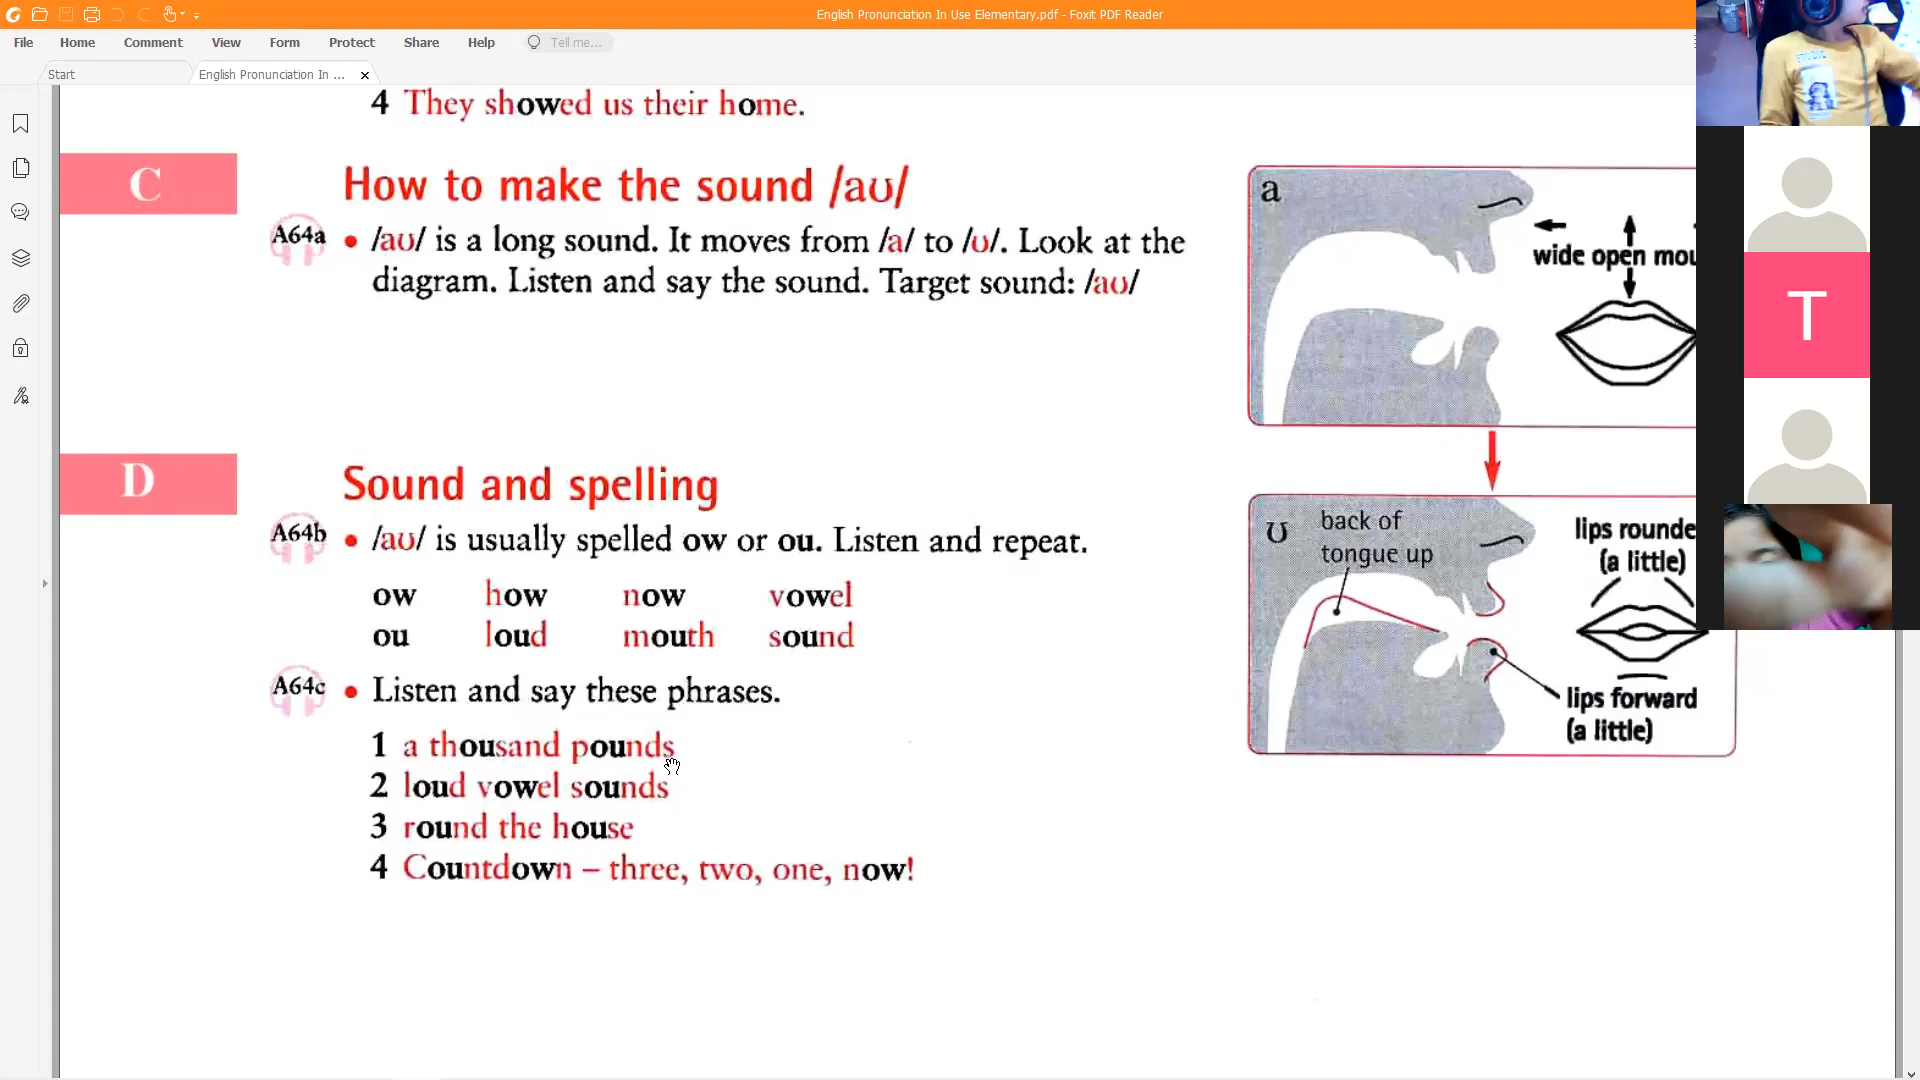 English Pronunciation In Use Elementary.pdf - Foxit PDF Reader
File Home Comment View Form Protect Share Help Tell me...
Start English Pronunciation In ...
4 They showed us their home.
C How to make the sound /aʊ/
A64a • /aʊ/ is a long sound. It moves from /a/ to /ʊ/. Look at the
diagram. Listen and say the sound. Target sound: /aʊ/
a
wide open mou
T
D Sound and spelling
A64b • /aʊ/ is usually spelled ow or ou. Listen and repeat.
ow how now vowel
ou loud mouth sound
A64c • Listen and say these phrases.
1 a thousand pounds
2 loud vowel sounds
3 round the house
4 Countdown – three, two, one, now!
ʊ
back of
tongue up
lips rounde
(a little)
lips forward
(a little)